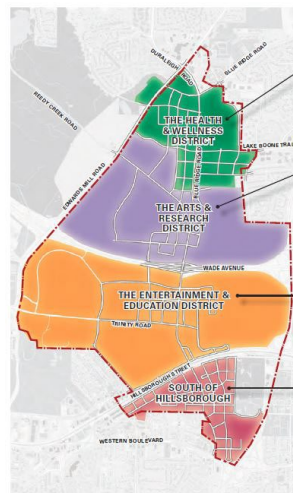 DURALEIGH ROAD
BLUE RIDGE ROAD
REEDY CREEK ROAD
THE HEALTH
& WELLNESS
DISTRICT
LAKE BOONE TRAIL
EDWARDS MILL ROAD
BLUE RIDGE ROAD
THE ARTS &
RESEARCH
DISTRICT
WADE AVENUE
THE ENTERTAINMENT &
EDUCATION DISTRICT
TRINITY ROAD
HILLSBOROUGH STREET
SOUTH OF
HILLSBOROUGH
WESTERN BOULEVARD